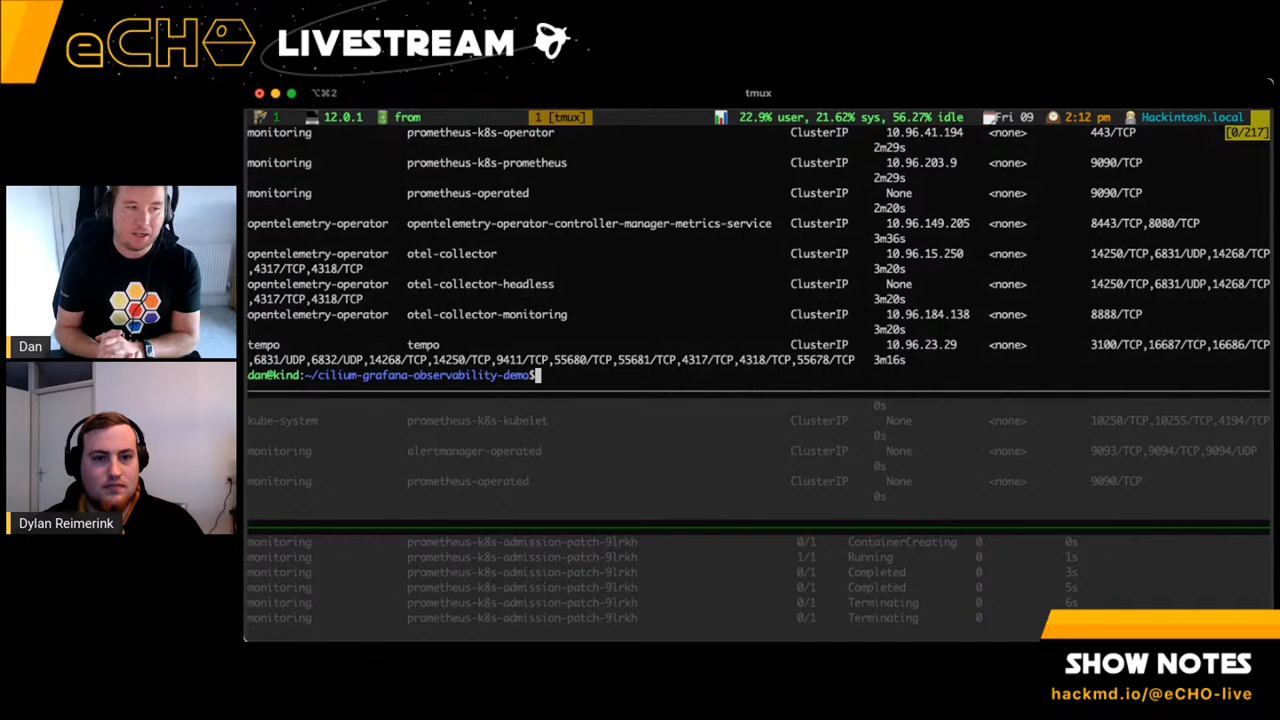 eCHO LIVESTREAM
⌥⌘2 tmux
1 12.0.1 from 1 [tmux] 22.9% user, 21.62% sys, 56.27% idle Fri 09 2:12 pm Hackintosh.local
monitoring prometheus-k8s-operator ClusterIP 10.96.41.194 <none> 443/TCP [0/217]
2m29s
monitoring prometheus-k8s-prometheus ClusterIP 10.96.203.9 <none> 9090/TCP
2m29s
monitoring prometheus-operated ClusterIP None <none> 9090/TCP
2m20s
opentelemetry-operator opentelemetry-operator-controller-manager-metrics-service ClusterIP 10.96.149.205 <none> 8443/TCP,8080/TCP
3m36s
opentelemetry-operator otel-collector ClusterIP 10.96.15.250 <none> 14250/TCP,6831/UDP,14268/TCP
,4317/TCP,4318/TCP 3m20s
opentelemetry-operator otel-collector-headless ClusterIP None <none> 14250/TCP,6831/UDP,14268/TCP
,4317/TCP,4318/TCP 3m20s
opentelemetry-operator otel-collector-monitoring ClusterIP 10.96.184.138 <none> 8888/TCP
3m20s
tempo tempo ClusterIP 10.96.23.29 <none> 3100/TCP,16687/TCP,16686/TCP
,6831/UDP,6832/UDP,14268/TCP,14250/TCP,9411/TCP,55680/TCP,55681/TCP,4317/TCP,4318/TCP,55678/TCP 3m16s
dan@kind:~/cilium-grafana-observability-demo$
0s
kube-system prometheus-k8s-kubelet ClusterIP None <none> 10250/TCP,10255/TCP,4194/TCP
0s
monitoring alertmanager-operated ClusterIP None <none> 9093/TCP,9094/TCP,9094/UDP
0s
monitoring prometheus-operated ClusterIP None <none> 9090/TCP
0s
monitoring prometheus-k8s-admission-patch-9lrkh 0/1 ContainerCreating 0 0s
monitoring prometheus-k8s-admission-patch-9lrkh 1/1 Running 0 1s
monitoring prometheus-k8s-admission-patch-9lrkh 0/1 Completed 0 3s
monitoring prometheus-k8s-admission-patch-9lrkh 0/1 Completed 0 5s
monitoring prometheus-k8s-admission-patch-9lrkh 0/1 Terminating 0 6s
monitoring prometheus-k8s-admission-patch-9lrkh 0/1 Terminating 0
Dan
Dylan Reimerink
SHOW NOTES
hackmd.io/@eCHO-live